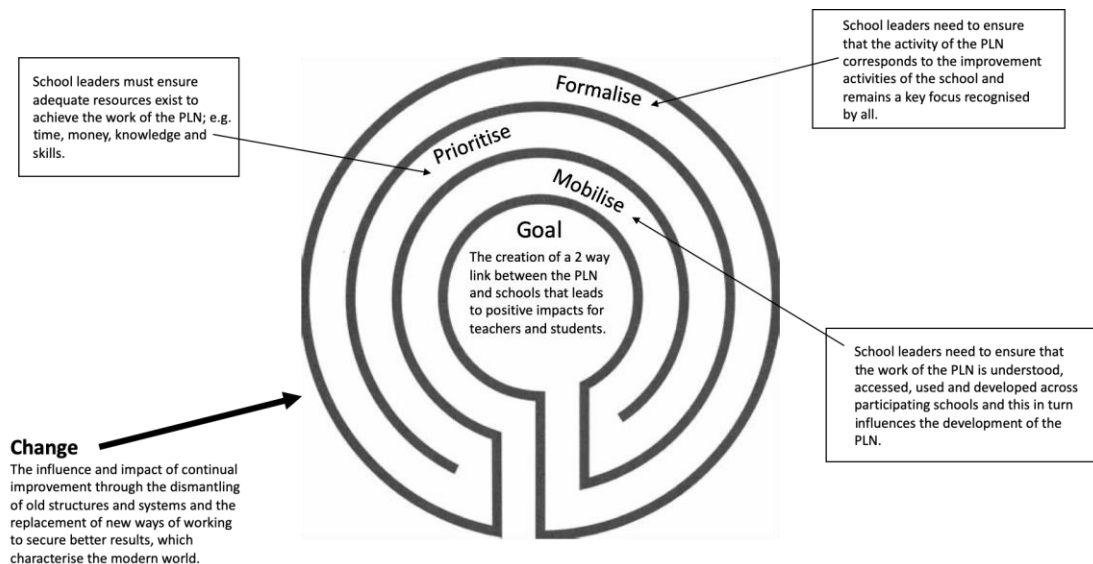 School leaders need to ensure
that the activity of the PLN
corresponds to the improvement
activities of the school and
remains a key focus recognised
by all.
School leaders must ensure
adequate resources exist to
achieve the work of the PLN; e.g.
time, money, knowledge and
skills.
Formalise
Prioritise
Mobilise
Goal
The creation of a 2 way
link between the PLN
and schools that leads
to positive impacts for
teachers and students.
School leaders need to ensure that
the work of the PLN is understood,
accessed, used and developed across
participating schools and this in turn
influences the development of the
PLN.
Change
The influence and impact of continual
improvement through the dismantling
of old structures and systems and the
replacement of new ways of working
to secure better results, which
characterise the modern world.